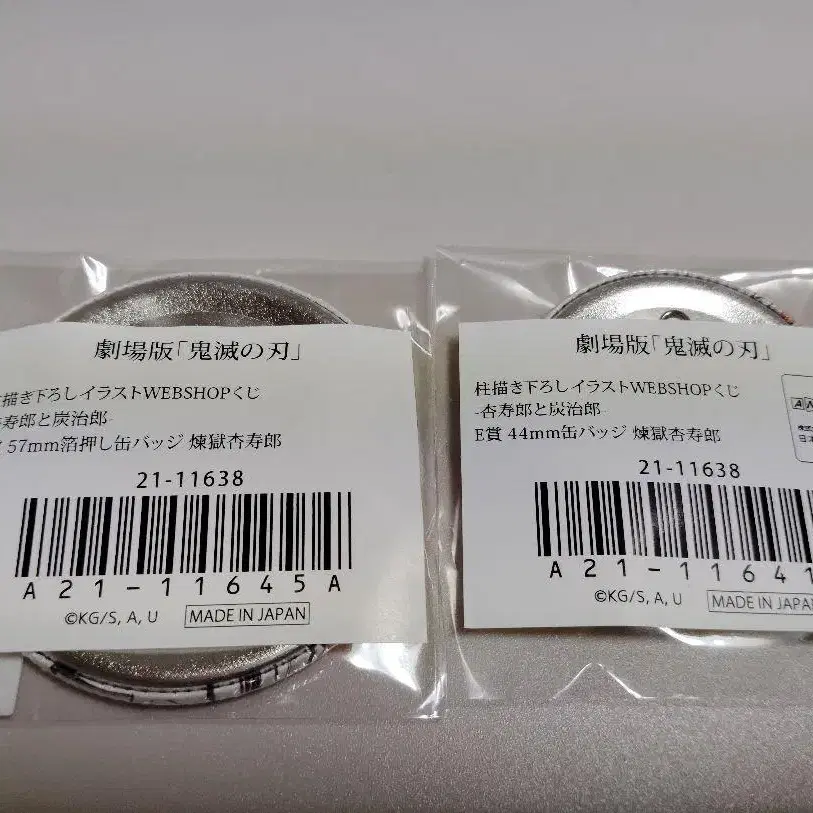 劇場版「鬼滅の刃」
柱描き下ろしイラストWEBSHOPくじ
杏寿郎と炭治郎-
57mm箔押し缶バッジ 煉獄杏寿郎
21-11638
A21-11645A
©KG/S, A, U
MADE IN JAPAN
劇場版「鬼滅の刃」
柱描き下ろしイラストWEBSHOPくじ
-杏寿郎と炭治郎-
E賞 44mm缶バッジ 煉獄杏寿郎
21-11638
A21-11641
©KG/S, A, U
MADE IN JAPAN
株式
日本